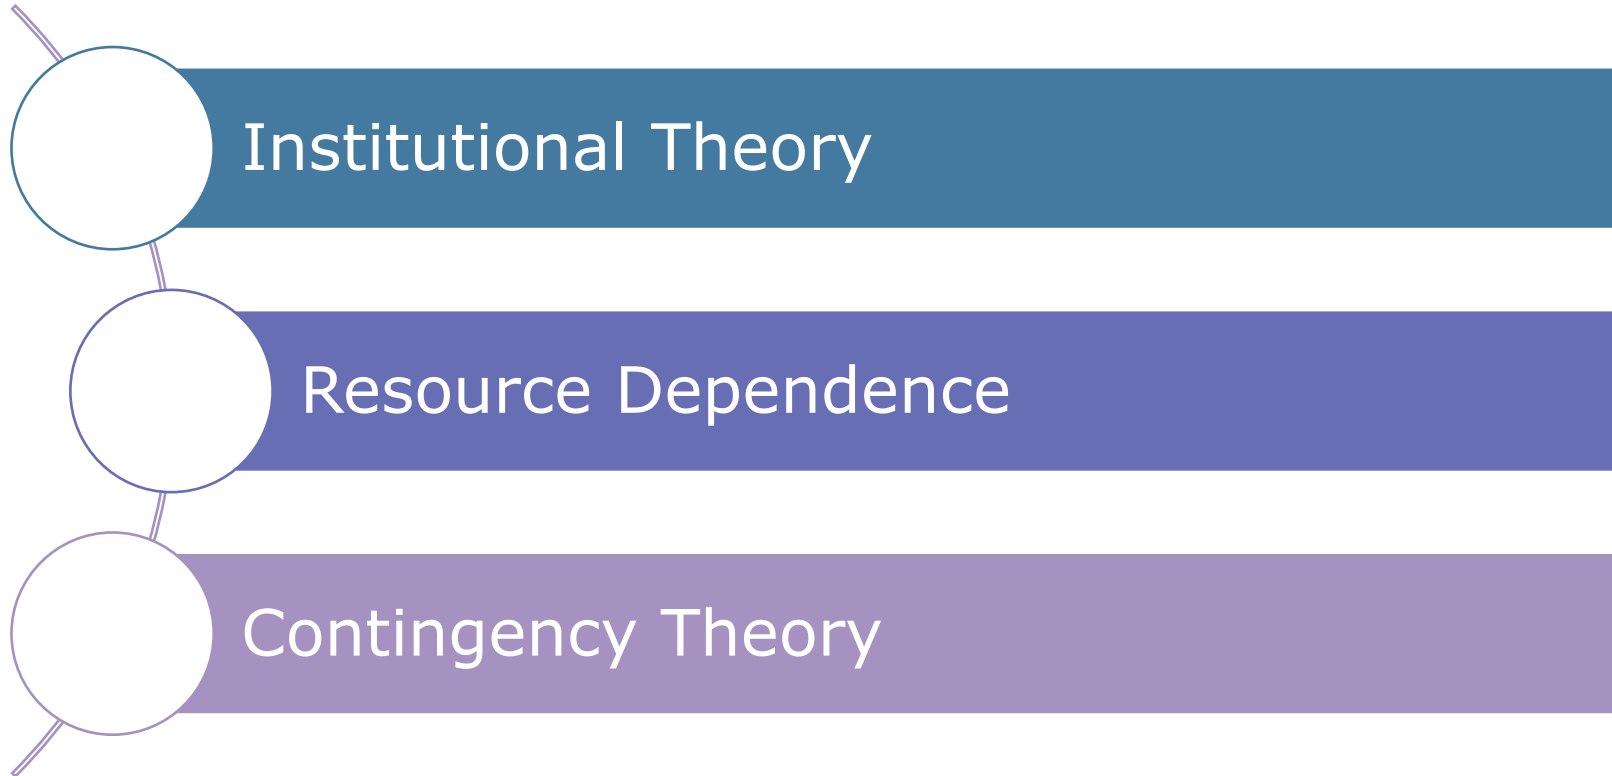 Institutional Theory
Resource Dependence
Contingency Theory